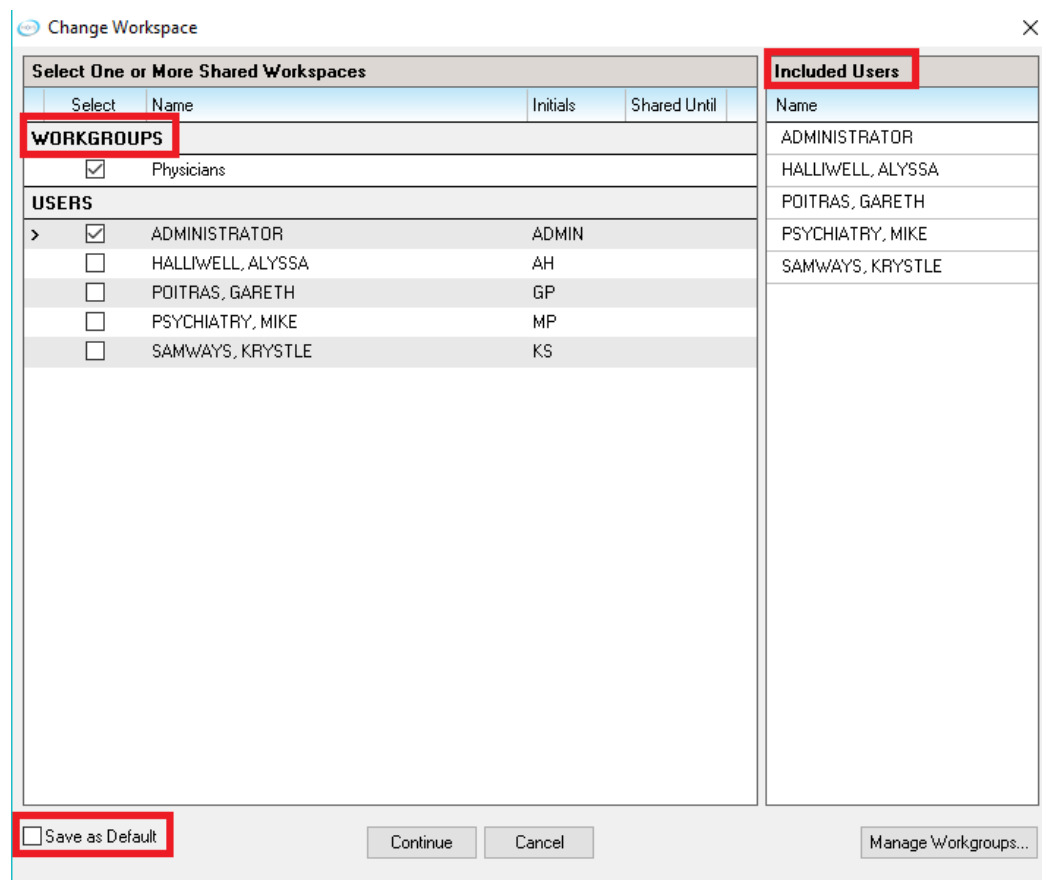 Change Workspace
Select One or More Shared Workspaces
Select Name Initials Shared Until
WORKGROUPS
Physicians
USERS
> ADMINISTRATOR ADMIN
HALLIWELL, ALYSSA AH
POITRAS, GARETH GP
PSYCHIATRY, MIKE MP
SAMWAYS, KRYSTLE KS
Included Users
Name
ADMINISTRATOR
HALLIWELL, ALYSSA
POITRAS, GARETH
PSYCHIATRY, MIKE
SAMWAYS, KRYSTLE
Save as Default Continue Cancel Manage Workgroups...